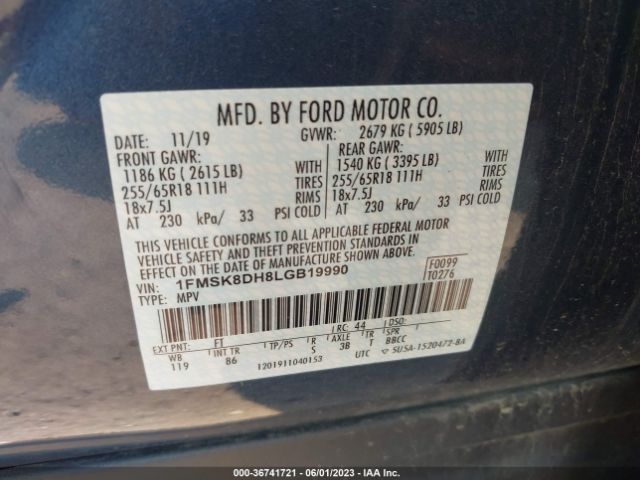 MFD. BY FORD MOTOR CO.
DATE: 11/19 GVWR: 2679 KG ( 5905 LB)
FRONT GAWR: REAR GAWR:
1186 KG ( 2615 LB) WITH 1540 KG ( 3395 LB) WITH
255/65R18 111H TIRES 255/65R18 111H TIRES
18x7.5J RIMS 18x7.5J RIMS
AT 230 kPa/ 33 PSI COLD AT 230 kPa/ 33 PSI COLD
THIS VEHICLE CONFORMS TO ALL APPLICABLE FEDERAL MOTOR
VEHICLE SAFETY AND THEFT PREVENTION STANDARDS IN
EFFECT ON THE DATE OF MANUFACTURE SHOWN ABOVE.
VIN: 1FMSK8DH8LGB19990 F0099
TYPE: MPV T0276
EXT PNT: FT RC: 44 DSO:
WB INT TR TP/PS R AXLE TR SPR
119 86 S 3B T BBCC
1201911040153 UTC ▽ SU5A-1520472-BA
000-36741721 | 06/01/2023 | IAA Inc.